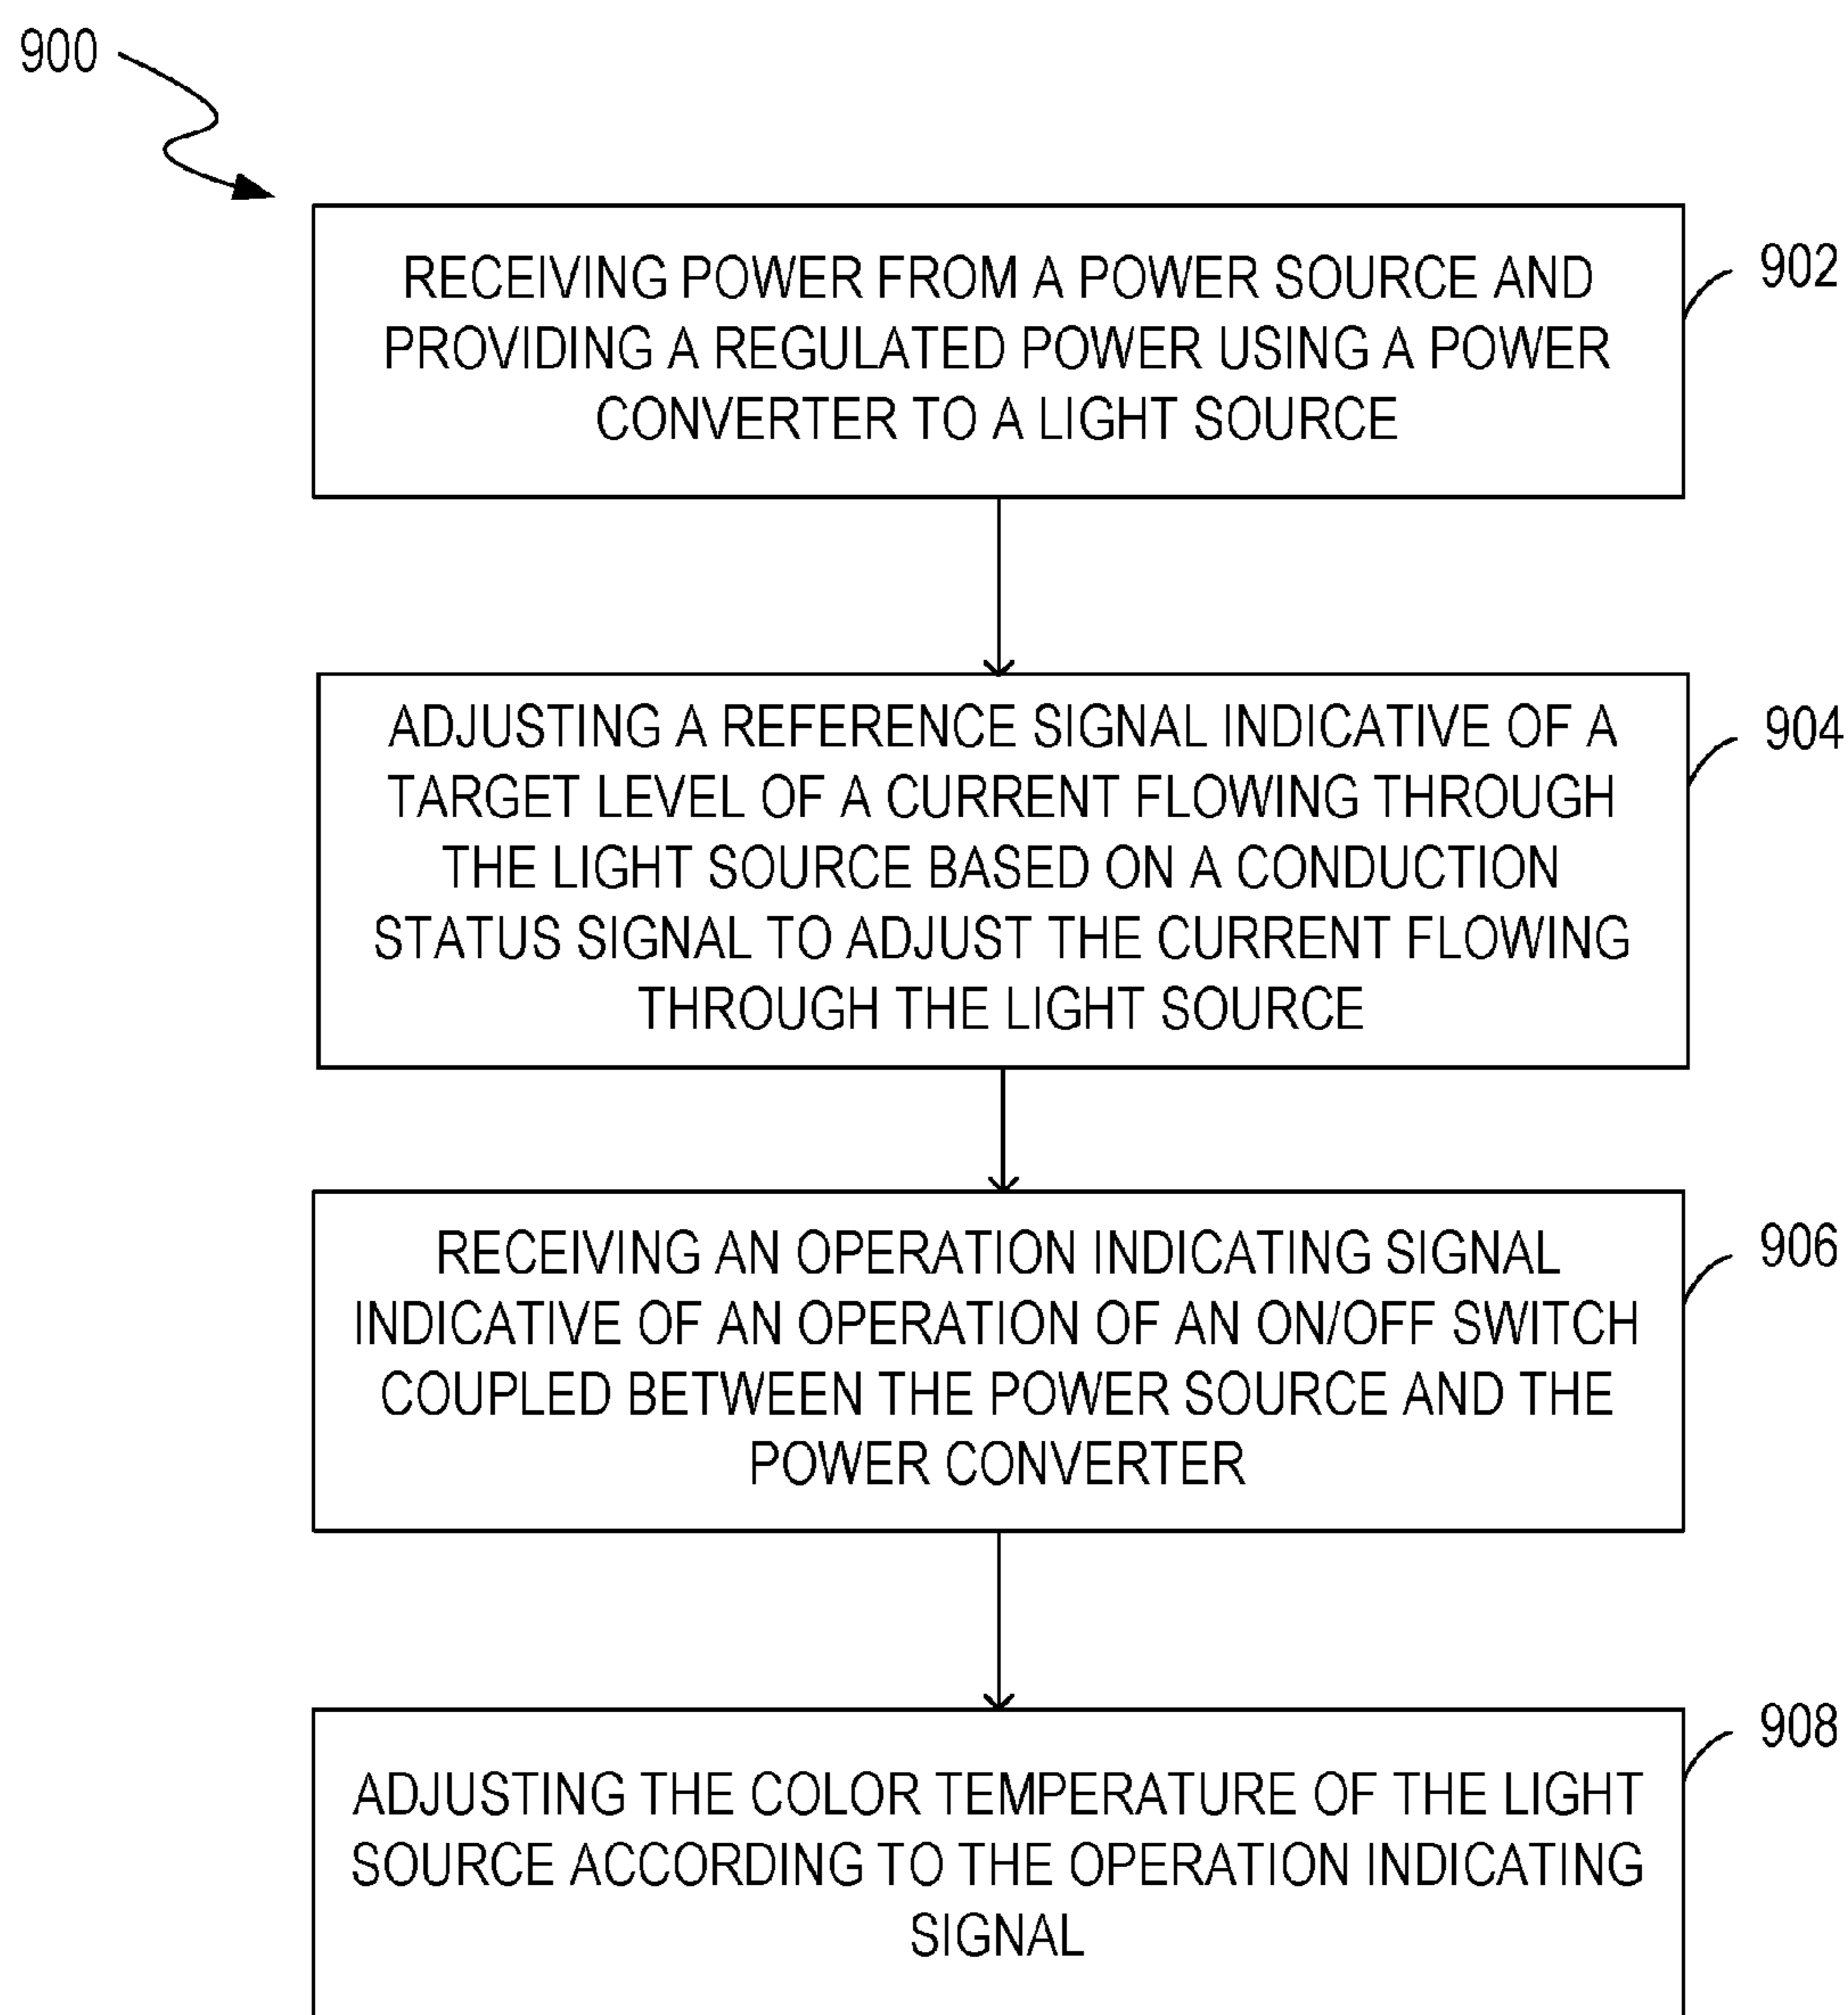 900
RECEIVING POWER FROM A POWER SOURCE AND
PROVIDING A REGULATED POWER USING A POWER
CONVERTER TO A LIGHT SOURCE
902
ADJUSTING A REFERENCE SIGNAL INDICATIVE OF A
TARGET LEVEL OF A CURRENT FLOWING THROUGH
THE LIGHT SOURCE BASED ON A CONDUCTION
STATUS SIGNAL TO ADJUST THE CURRENT FLOWING
THROUGH THE LIGHT SOURCE
904
RECEIVING AN OPERATION INDICATING SIGNAL
INDICATIVE OF AN OPERATION OF AN ON/OFF SWITCH
COUPLED BETWEEN THE POWER SOURCE AND THE
POWER CONVERTER
906
ADJUSTING THE COLOR TEMPERATURE OF THE LIGHT
SOURCE ACCORDING TO THE OPERATION INDICATING
SIGNAL
908